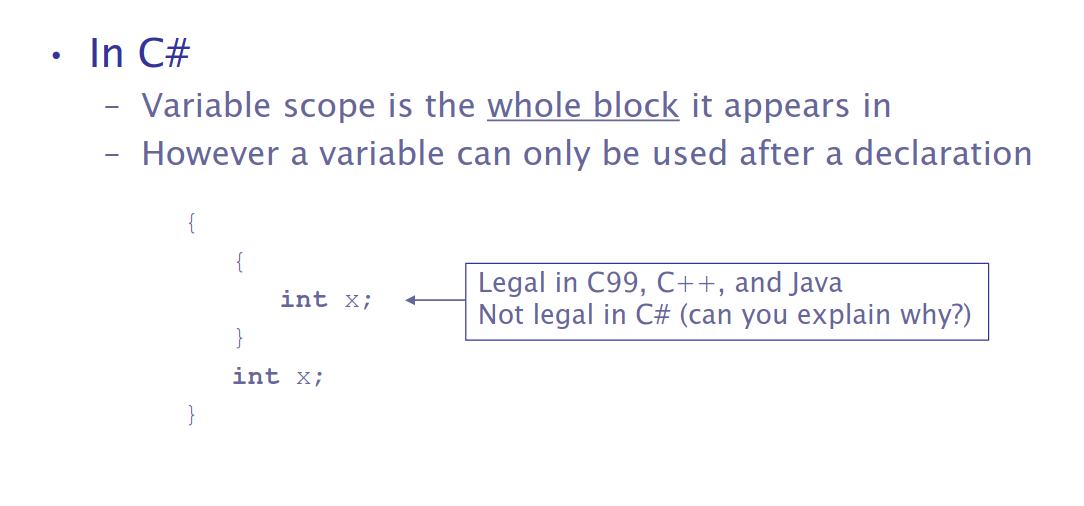 • In C#
– Variable scope is the whole block it appears in
– However a variable can only be used after a declaration
{
{
int x;
Legal in C99, C++, and Java
Not legal in C# (can you explain why?)
}
int x;
}